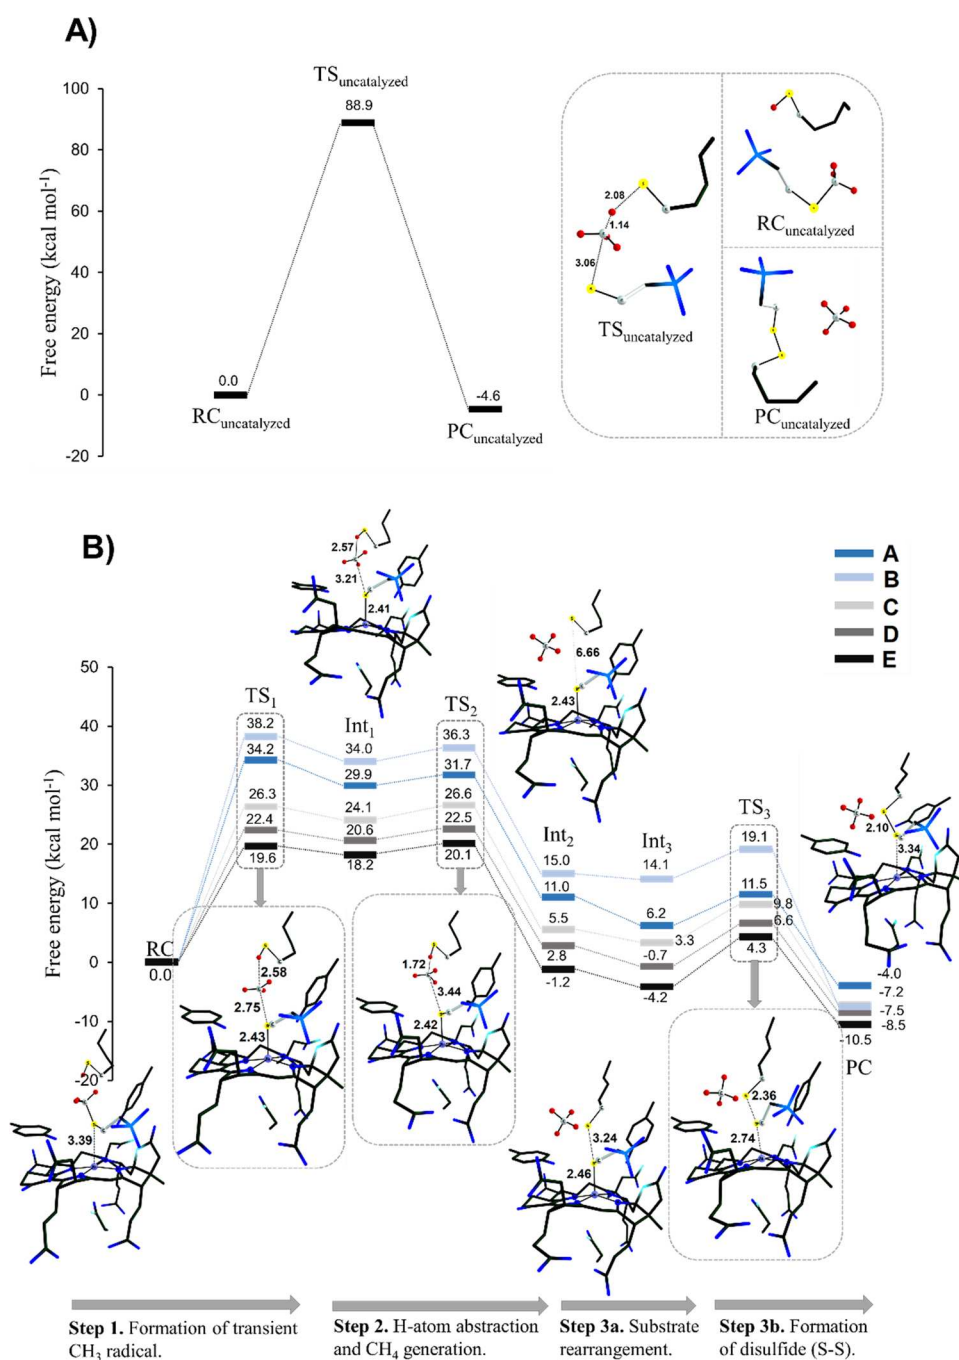 A)
TSuncatalyzed
88.9
Free energy (kcal mol-1)
100
80
60
40
20
0
-20
0.0
RCuncatalyzed
-4.6
PCuncatalyzed
2.08
1.14
3.06
TSuncatalyzed
RCuncatalyzed
PCuncatalyzed
B)
A
B
C
D
E
2.57
3.21
2.41
6.66
2.43
Free energy (kcal mol-1)
50
40
30
20
10
0
-10
-20
RC
0.0
TS1
38.2
34.2
26.3
22.4
19.6
Int1
34.0
29.9
24.1
20.6
18.2
TS2
36.3
31.7
26.6
22.5
20.1
Int2
15.0
11.0
5.5
2.8
-1.2
Int3
14.1
6.2
3.3
-0.7
-4.2
TS3
19.1
11.5
9.8
6.6
4.3
2.10
3.34
-4.0
-7.2
-7.5
-8.5
-10.5
PC
3.39
2.58
2.75
2.43
1.72
3.44
2.42
3.24
2.46
2.36
2.74
Step 1. Formation of transient
CH3 radical.
Step 2. H-atom abstraction
and CH4 generation.
Step 3a. Substrate
rearrangement.
Step 3b. Formation
of disulfide (S-S).